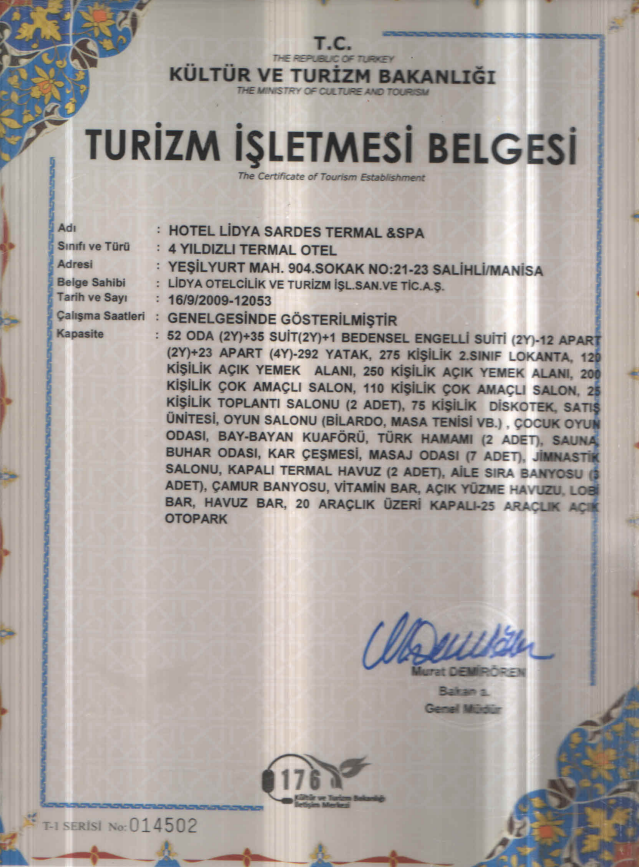 T.C.
THE REPUBLIC OF TURKEY
KÜLTÜR VE TURİZM BAKANLIĞI
THE MINISTRY OF CULTURE AND TOURISM
TURİZM İŞLETMESİ BELGESİ
The Certificate of Tourism Establishment
Adı : HOTEL LİDYA SARDES TERMAL &SPA
Sınıfı ve Türü : 4 YILDIZLI TERMAL OTEL
Adresi : YEŞİLYURT MAH. 904.SOKAK NO:21-23 SALİHLİ/MANİSA
Belge Sahibi : LİDYA OTELCİLİK VE TURİZM İŞL.SAN.VE TİC.A.Ş.
Tarih ve Sayı : 16/9/2009-12053
Çalışma Saatleri : GENELGESİNDE GÖSTERİLMİŞTİR
Kapasite : 52 ODA (2Y)+35 SUİT(2Y)+1 BEDENSEL ENGELLİ SUİTİ (2Y)-12 APART
(2Y)+23 APART (4Y)-292 YATAK, 275 KİŞİLİK 2.SINIF LOKANTA, 120
KİŞİLİK AÇIK YEMEK ALANI, 250 KİŞİLİK AÇIK YEMEK ALANI, 200
KİŞİLİK ÇOK AMAÇLI SALON, 110 KİŞİLİK ÇOK AMAÇLI SALON, 25
KİŞİLİK TOPLANTI SALONU (2 ADET), 75 KİŞİLİK DİSKOTEK, SATIŞ
ÜNİTESİ, OYUN SALONU (BİLARDO, MASA TENİSİ VB.) , ÇOCUK OYUN
ODASI, BAY-BAYAN KUAFÖRÜ, TÜRK HAMAMI (2 ADET), SAUNA,
BUHAR ODASI, KAR ÇEŞMESİ, MASAJ ODASI (7 ADET), JİMNASTİK
SALONU, KAPALI TERMAL HAVUZ (2 ADET), AİLE SIRA BANYOSU (3
ADET), ÇAMUR BANYOSU, VİTAMİN BAR, AÇIK YÜZME HAVUZU, LOBİ
BAR, HAVUZ BAR, 20 ARAÇLIK ÜZERİ KAPALI-25 ARAÇLIK AÇIK
OTOPARK
Murat DEMİRÖREN
Bakan a.
Genel Müdür
176
Kültür ve Turizm Bakanlığı
İletişim Merkezi
T-1 SERİSİ No: 014502